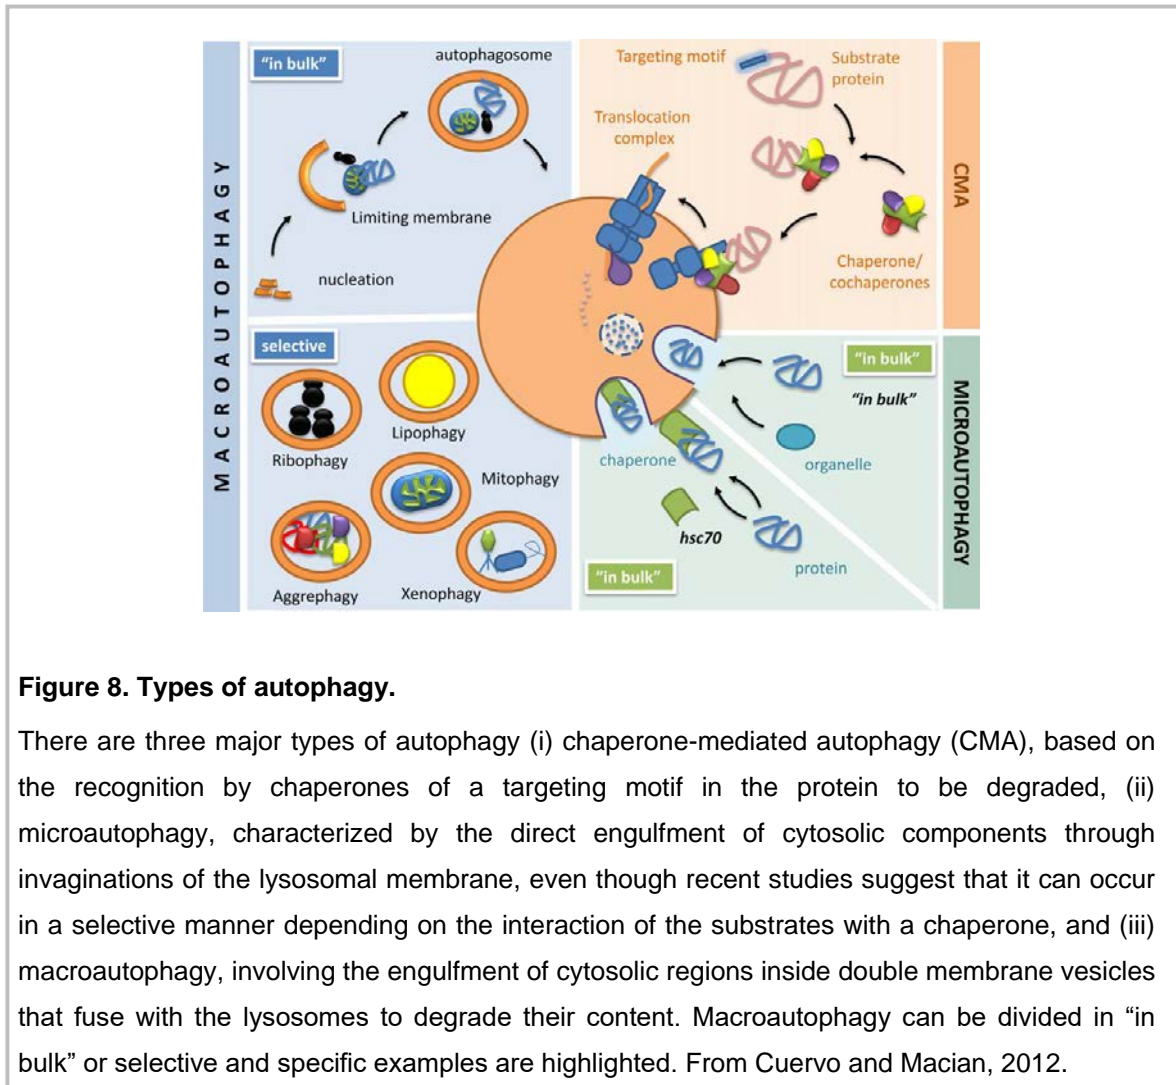 MACROAUTOPHAGY
"in bulk"
autophagosome
Limiting membrane
nucleation
selective
Ribophagy
Lipophagy
Mitophagy
Aggrephagy
Xenophagy
Targeting motif
Substrate
protein
Translocation
complex
Chaperone/
cochaperones
CMA
"in bulk"
"in bulk"
organelle
chaperone
hsc70
protein
"in bulk"
MICROAUTOPHAGY
Figure 8. Types of autophagy.
There are three major types of autophagy (i) chaperone-mediated autophagy (CMA), based on
the recognition by chaperones of a targeting motif in the protein to be degraded, (ii)
microautophagy, characterized by the direct engulfment of cytosolic components through
invaginations of the lysosomal membrane, even though recent studies suggest that it can occur
in a selective manner depending on the interaction of the substrates with a chaperone, and (iii)
macroautophagy, involving the engulfment of cytosolic regions inside double membrane vesicles
that fuse with the lysosomes to degrade their content. Macroautophagy can be divided in “in
bulk” or selective and specific examples are highlighted. From Cuervo and Macian, 2012.